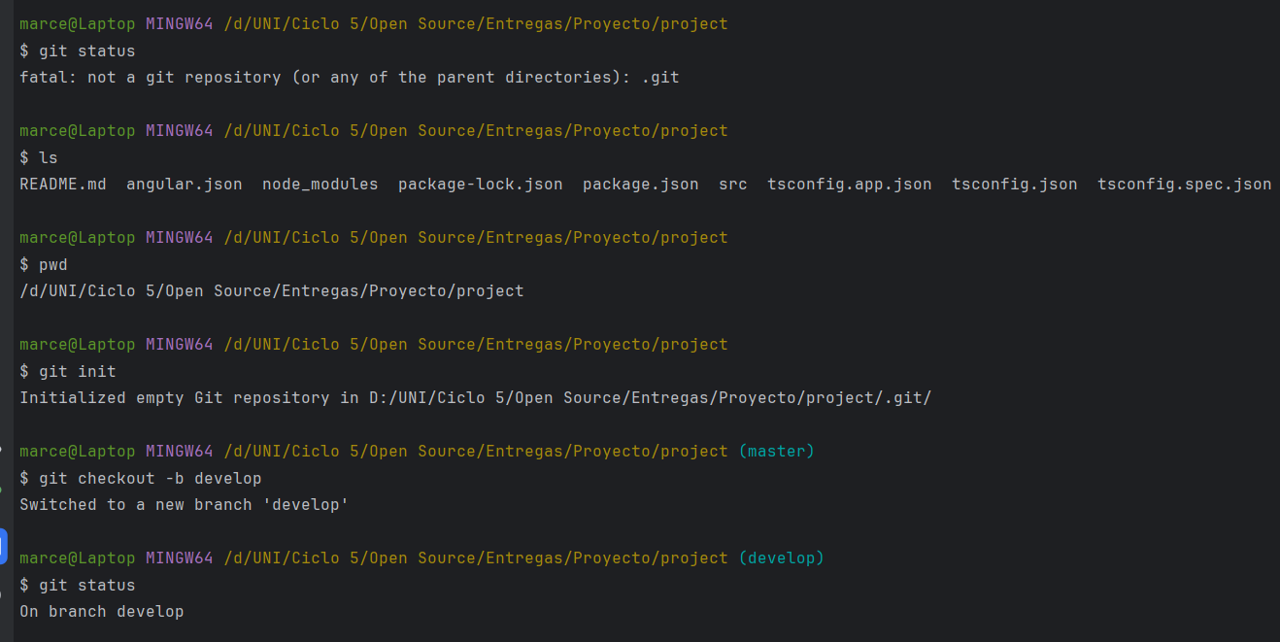 marce@Laptop MINGW64 /d/UNI/Ciclo 5/Open Source/Entregas/Proyecto/project
$ git status
fatal: not a git repository (or any of the parent directories): .git
marce@Laptop MINGW64 /d/UNI/Ciclo 5/Open Source/Entregas/Proyecto/project
$ ls
README.md  angular.json  node_modules  package-lock.json  package.json  src  tsconfig.app.json  tsconfig.json  tsconfig.spec.json
marce@Laptop MINGW64 /d/UNI/Ciclo 5/Open Source/Entregas/Proyecto/project
$ pwd
/d/UNI/Ciclo 5/Open Source/Entregas/Proyecto/project
marce@Laptop MINGW64 /d/UNI/Ciclo 5/Open Source/Entregas/Proyecto/project
$ git init
Initialized empty Git repository in D:/UNI/Ciclo 5/Open Source/Entregas/Proyecto/project/.git/
marce@Laptop MINGW64 /d/UNI/Ciclo 5/Open Source/Entregas/Proyecto/project (master)
$ git checkout -b develop
Switched to a new branch 'develop'
marce@Laptop MINGW64 /d/UNI/Ciclo 5/Open Source/Entregas/Proyecto/project (develop)
$ git status
On branch develop